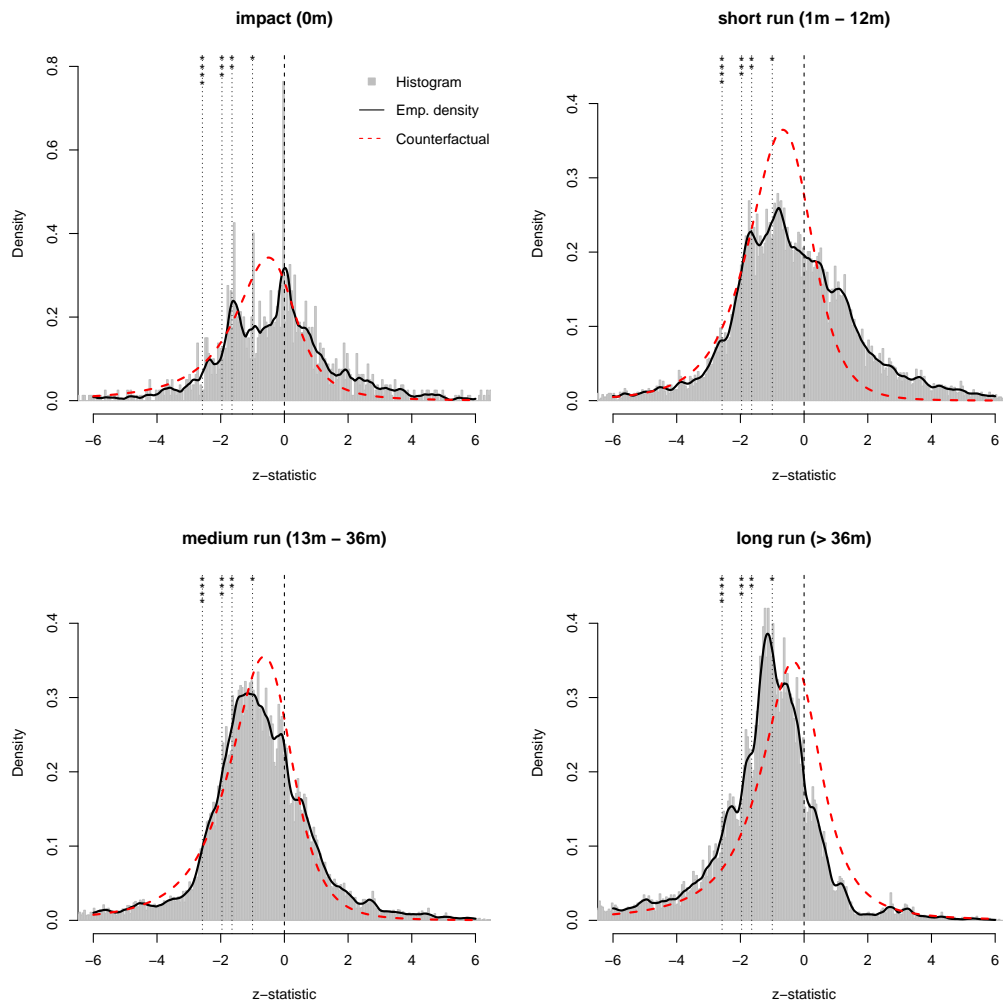 impact (0m)
* * * *
* * *
* *
*
Histogram
Emp. density
Counterfactual
Density
0.0
0.2
0.4
0.6
0.8
−6 −4 −2 0 2 4 6
z−statistic
short run (1m − 12m)
* * * *
* * *
* *
*
Density
0.0
0.1
0.2
0.3
0.4
−6 −4 −2 0 2 4 6
z−statistic
medium run (13m − 36m)
* * * *
* * *
* *
*
Density
0.0
0.1
0.2
0.3
0.4
−6 −4 −2 0 2 4 6
z−statistic
long run (> 36m)
* * * *
* * *
* *
*
Density
0.0
0.1
0.2
0.3
0.4
−6 −4 −2 0 2 4 6
z−statistic